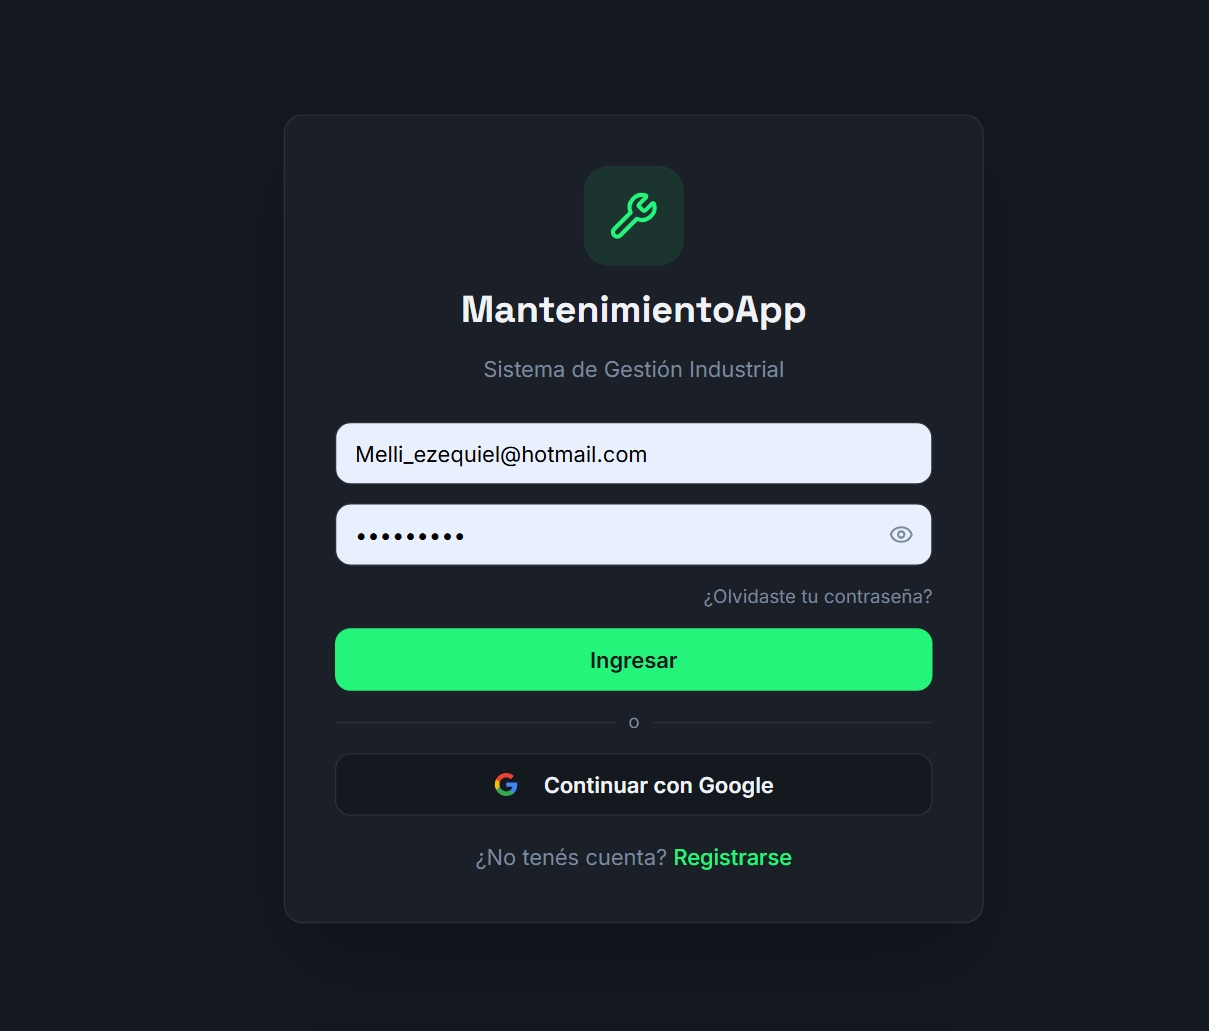 MantenimientoApp
Sistema de Gestión Industrial
Melli_ezequiel@hotmail.com
•••••••••
¿Olvidaste tu contraseña?
Ingresar
o
Continuar con Google
¿No tenés cuenta? Registrarse